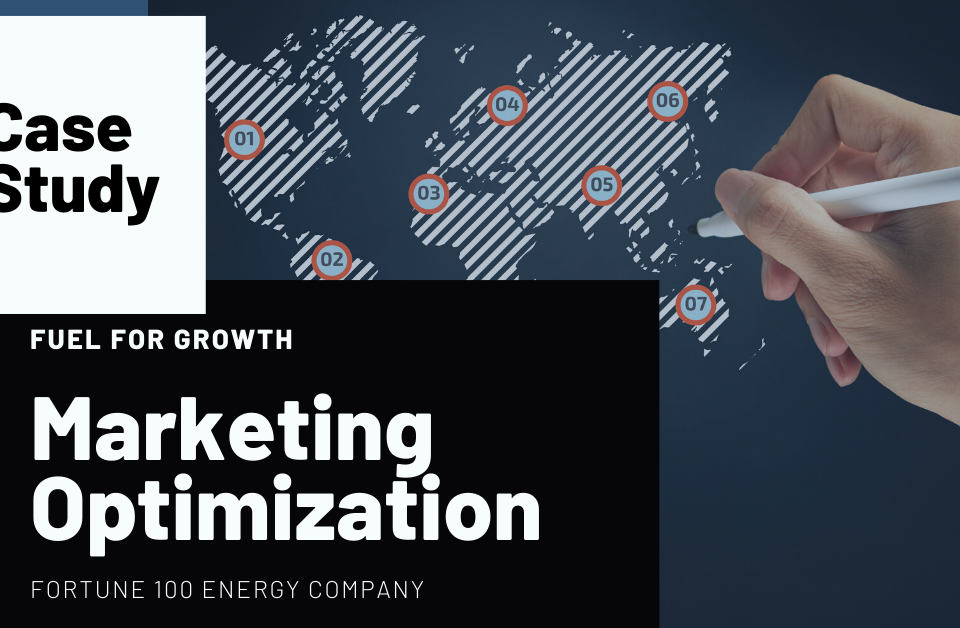 Case
Study
01
02
03
04
05
06
07
FUEL FOR GROWTH
Marketing
Optimization
FORTUNE 100 ENERGY COMPANY